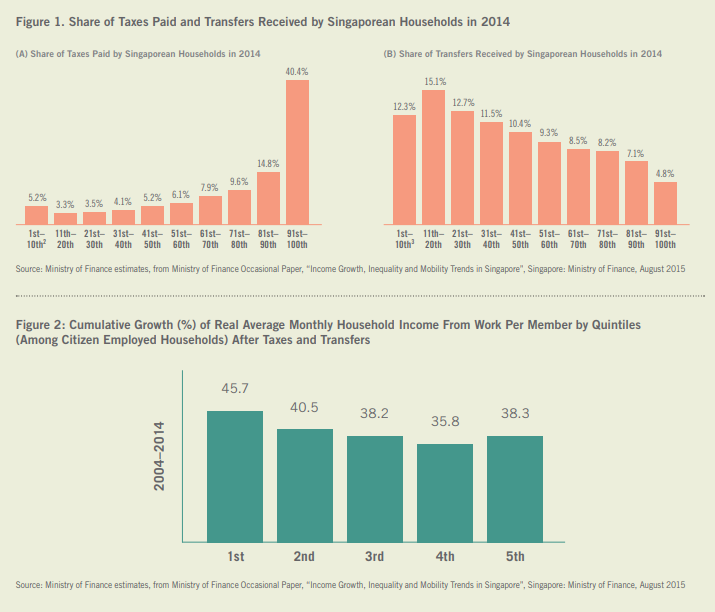 Figure 1. Share of Taxes Paid and Transfers Received by Singaporean Households in 2014
(A) Share of Taxes Paid by Singaporean Households in 2014
40.4%
14.8%
9.6%
7.9%
6.1%
5.2%
5.2%
4.1%
3.5%
3.3%
1st– 11th– 21st– 31st– 41st– 51st– 61st– 71st– 81st– 91st–
10th² 20th 30th 40th 50th 60th 70th 80th 90th 100th
(B) Share of Transfers Received by Singaporean Households in 2014
15.1%
12.3% 12.7%
11.5%
10.4%
9.3%
8.5% 8.2%
7.1%
4.8%
1st– 11th– 21st– 31st– 41st– 51st– 61st– 71st– 81st– 91st–
10th³ 20th 30th 40th 50th 60th 70th 80th 90th 100th
Source: Ministry of Finance estimates, from Ministry of Finance Occasional Paper, “Income Growth, Inequality and Mobility Trends in Singapore”, Singapore: Ministry of Finance, August 2015
Figure 2: Cumulative Growth (%) of Real Average Monthly Household Income From Work Per Member by Quintiles
(Among Citizen Employed Households) After Taxes and Transfers
2004–2014
45.7
40.5
38.2
35.8
38.3
1st 2nd 3rd 4th 5th
Source: Ministry of Finance estimates, from Ministry of Finance Occasional Paper, “Income Growth, Inequality and Mobility Trends in Singapore”, Singapore: Ministry of Finance, August 2015